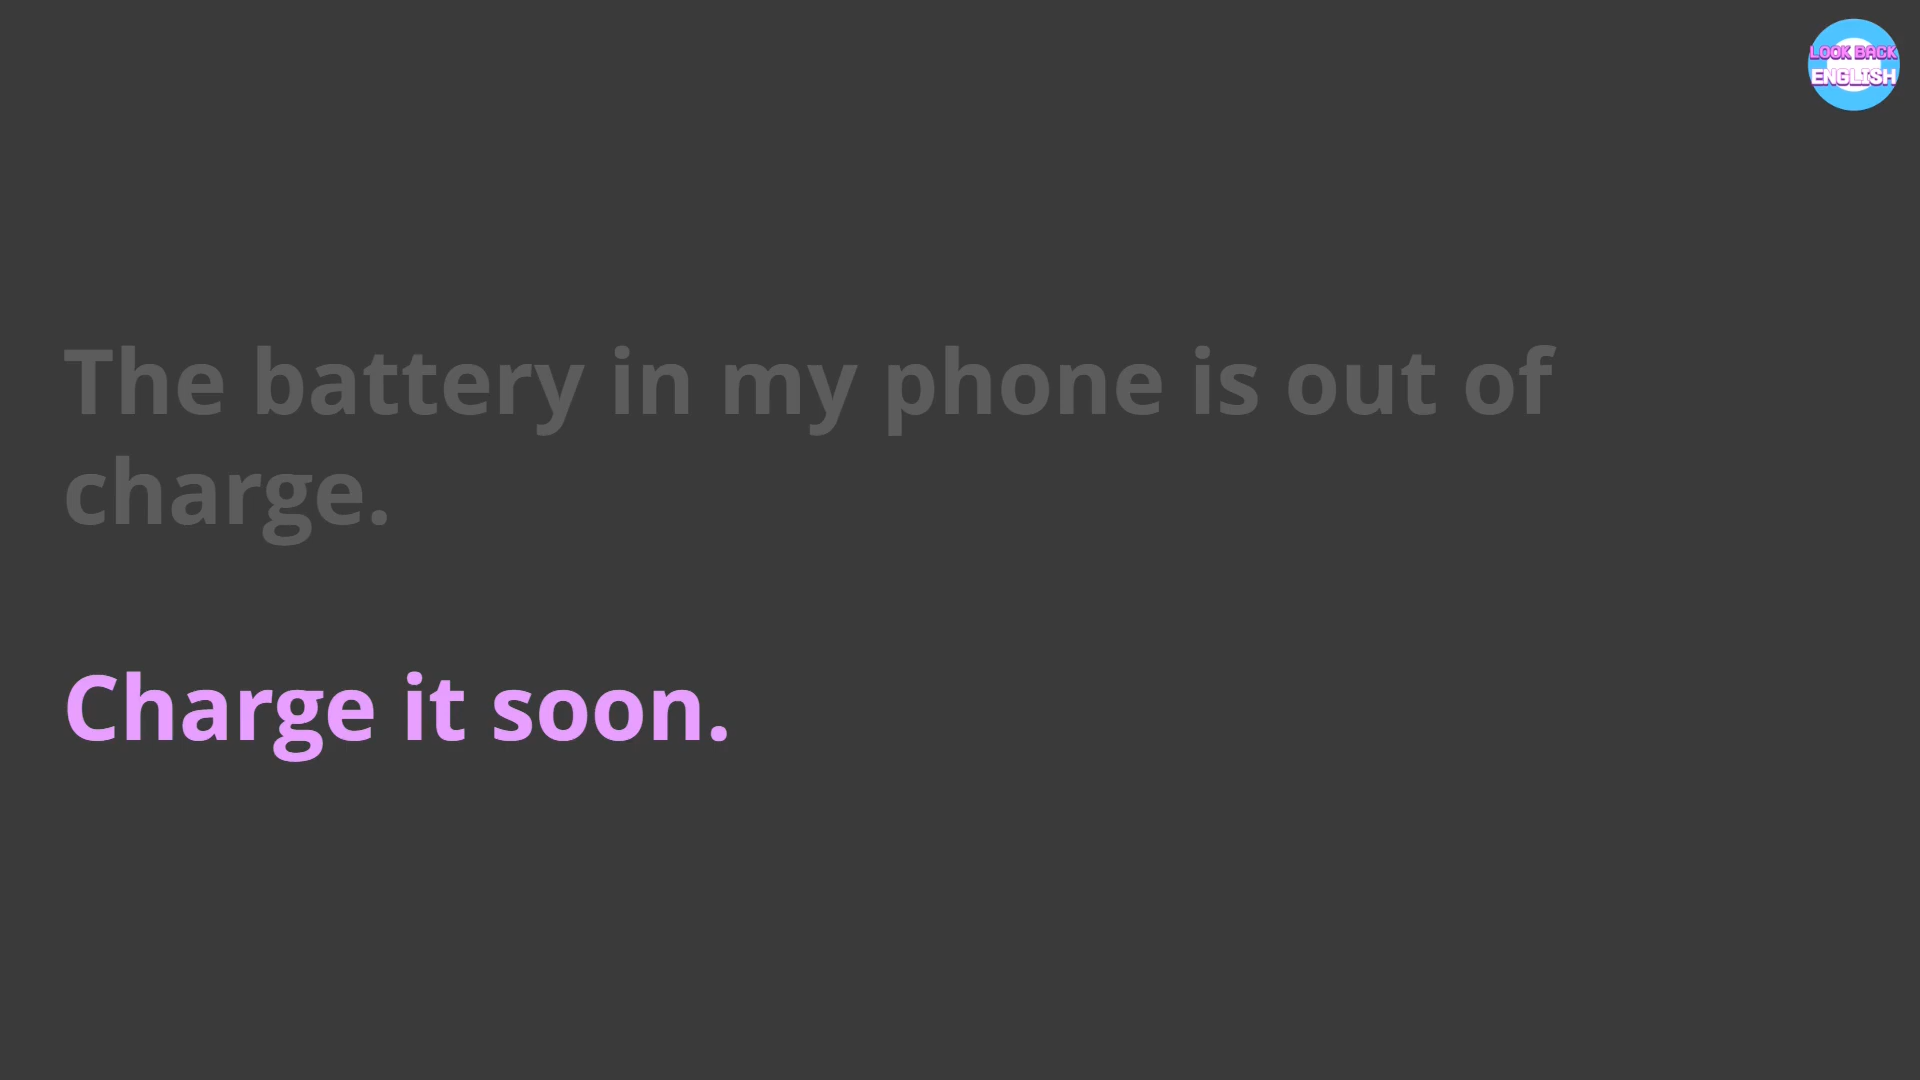 LOOK BACK
ENGLISH
The battery in my phone is out of
charge.
Charge it soon.